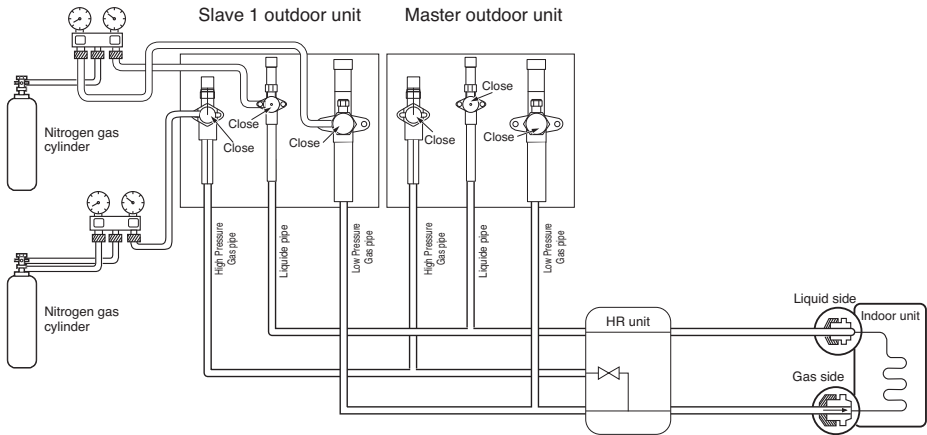 Slave 1 outdoor unit
Master outdoor unit
Nitrogen gas
cylinder
Close
Close
Close
Close
Close
Close
Nitrogen gas
cylinder
High Pressure
Gas pipe
Liquide pipe
Low Pressure
Gas pipe
High Pressure
Gas pipe
Liquide pipe
Low Pressure
Gas pipe
HR unit
Liquid side
Indoor unit
Gas side